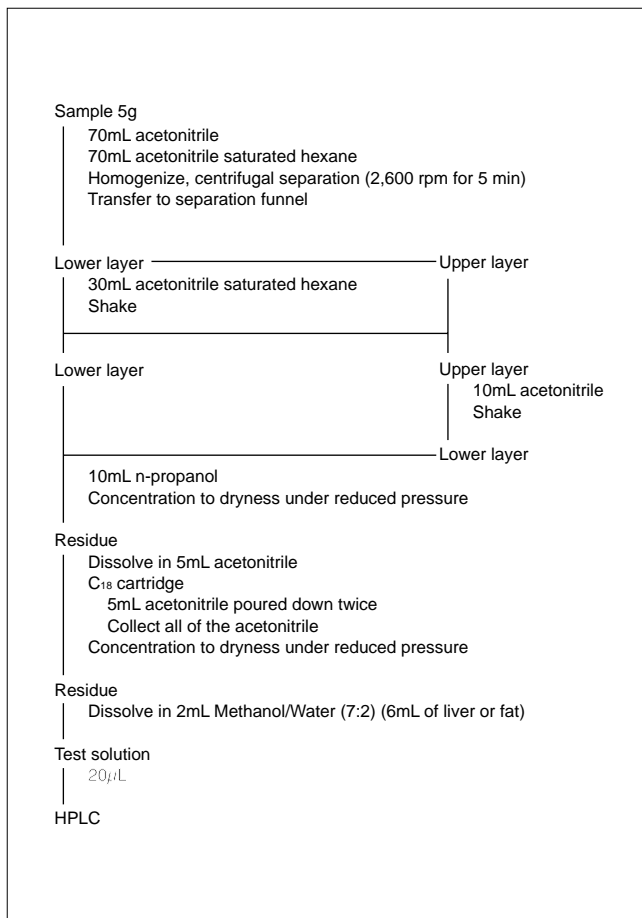 Sample 5g
70mL acetonitrile
70mL acetonitrile saturated hexane
Homogenize, centrifugal separation (2,600 rpm for 5 min)
Transfer to separation funnel
Lower layer Upper layer
30mL acetonitrile saturated hexane
Shake
Lower layer Upper layer
10mL acetonitrile
Shake
Lower layer
10mL n-propanol
Concentration to dryness under reduced pressure
Residue
Dissolve in 5mL acetonitrile
C₁₈ cartridge
5mL acetonitrile poured down twice
Collect all of the acetonitrile
Concentration to dryness under reduced pressure
Residue
Dissolve in 2mL Methanol/Water (7:2) (6mL of liver or fat)
Test solution
20μL
HPLC